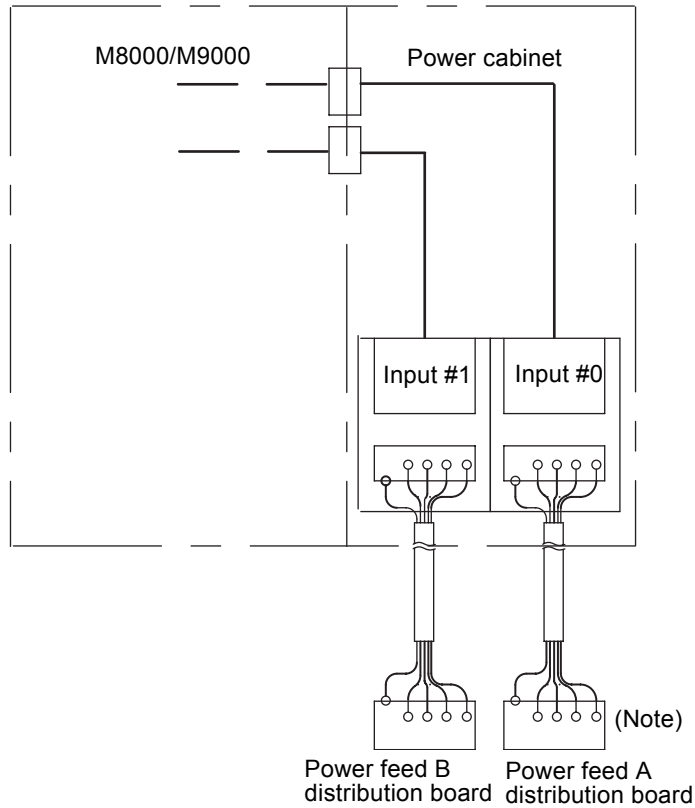 M8000/M9000
Power cabinet
Input #1
Input #0
(Note)
Power feed B
distribution board
Power feed A
distribution board